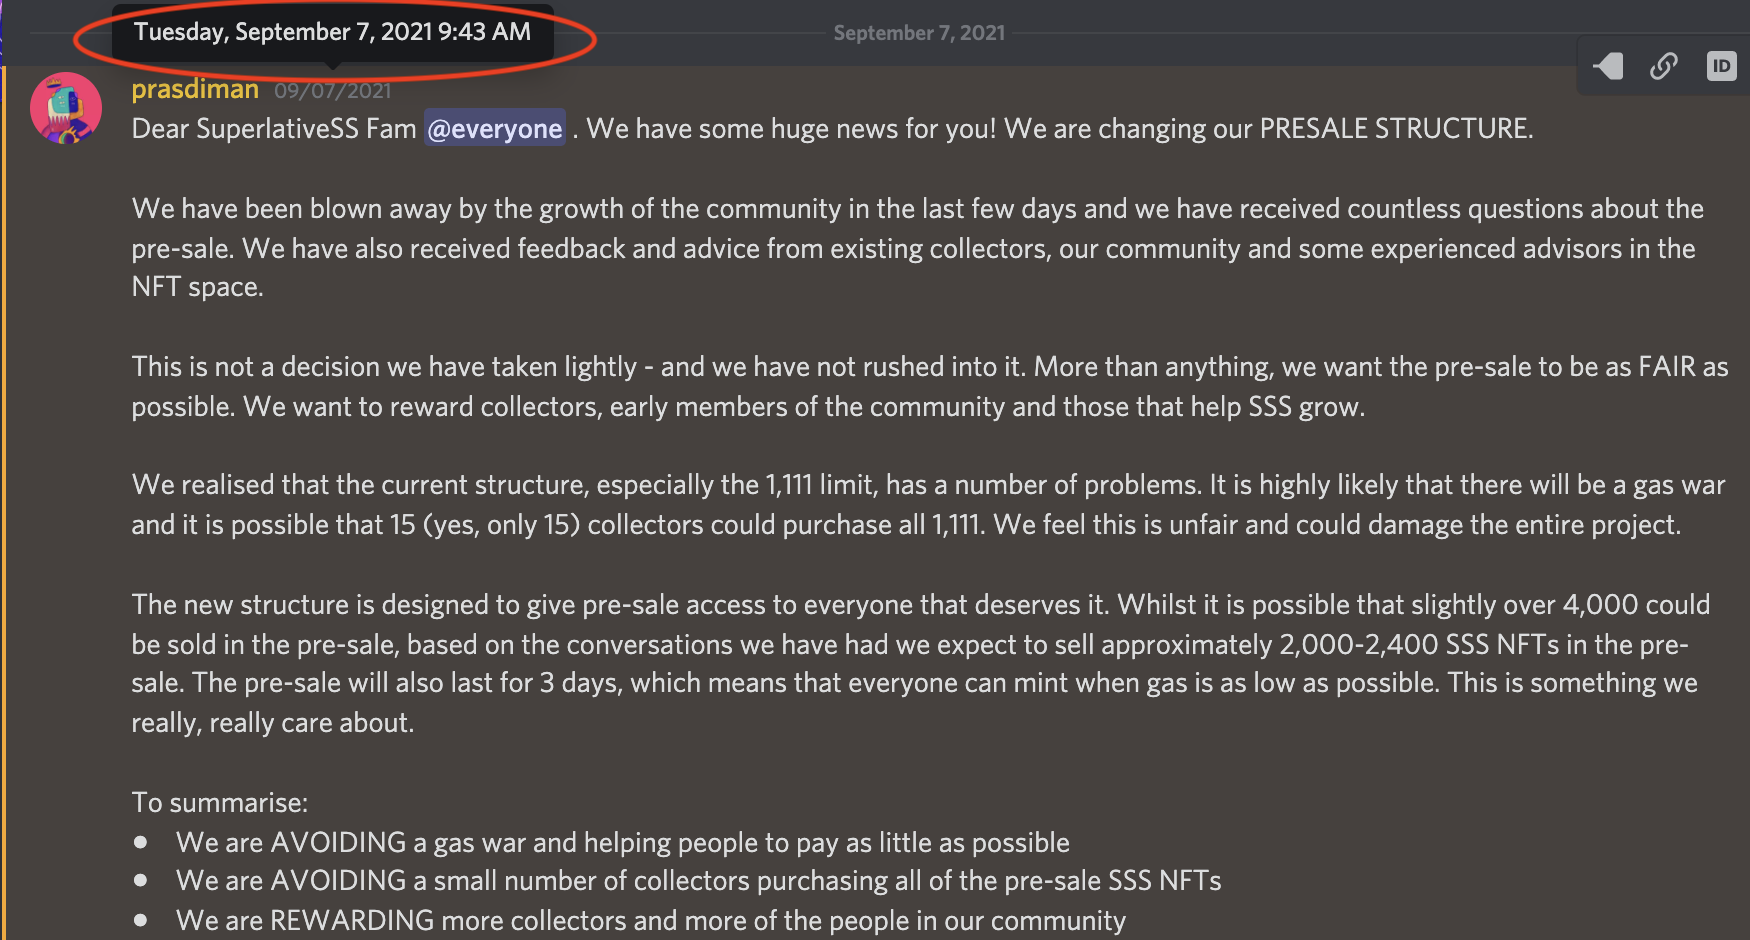 Tuesday, September 7, 2021 9:43 AM
September 7, 2021
ID
prasdiman 09/07/2021
Dear SuperlativeSS Fam @everyone . We have some huge news for you! We are changing our PRESALE STRUCTURE.
We have been blown away by the growth of the community in the last few days and we have received countless questions about the
pre-sale. We have also received feedback and advice from existing collectors, our community and some experienced advisors in the
NFT space.
This is not a decision we have taken lightly - and we have not rushed into it. More than anything, we want the pre-sale to be as FAIR as
possible. We want to reward collectors, early members of the community and those that help SSS grow.
We realised that the current structure, especially the 1,111 limit, has a number of problems. It is highly likely that there will be a gas war
and it is possible that 15 (yes, only 15) collectors could purchase all 1,111. We feel this is unfair and could damage the entire project.
The new structure is designed to give pre-sale access to everyone that deserves it. Whilst it is possible that slightly over 4,000 could
be sold in the pre-sale, based on the conversations we have had we expect to sell approximately 2,000-2,400 SSS NFTs in the pre-
sale. The pre-sale will also last for 3 days, which means that everyone can mint when gas is as low as possible. This is something we
really, really care about.
To summarise:
● We are AVOIDING a gas war and helping people to pay as little as possible
● We are AVOIDING a small number of collectors purchasing all of the pre-sale SSS NFTs
● We are REWARDING more collectors and more of the people in our community